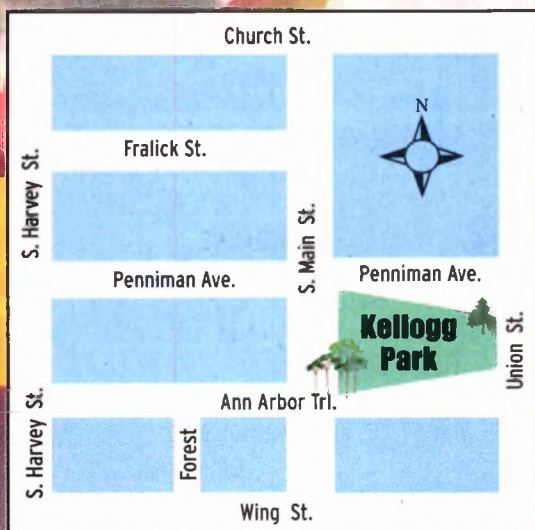 Church St.
N
Fralick St.
S. Harvey St.
S. Main St.
Penniman Ave.
Penniman Ave.
Kellogg
Park
Union St.
Ann Arbor Trl.
S. Harvey St.
Forest
Wing St.